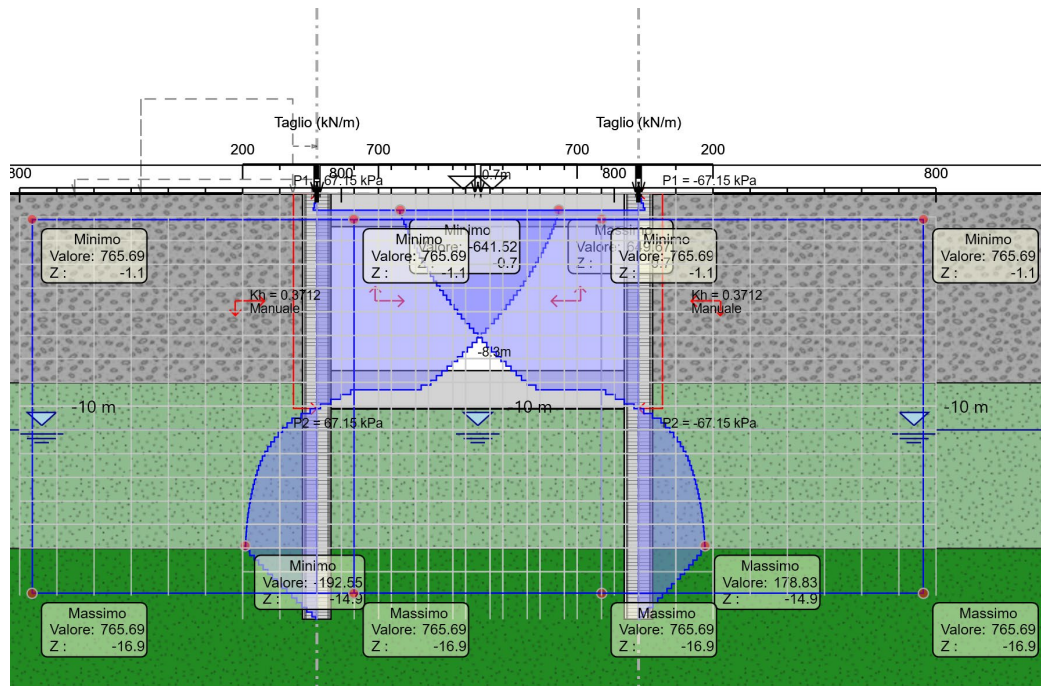 Taglio (kN/m)
Taglio (kN/m)
200
700
700
200
300
800
800
800
P1 = 67.15 kPa
0.7m
P1 = -67.15 kPa
Minimo
Valore: 765.69
Z : -1.1
Minimo
Valore: 765.69
Z : -1.1
Minimo
Valore: -641.52
-0.7
Massimo
Valore:
Z :
Minimo
Valore: 765.69
Z : -1.1
Minimo
Valore: 765.69
Z : -1.1
Kh = 0.3712
Manuale
Kh = 0.3712
Manuale
-8.3m
-10 m
-10 m
-10 m
P2 = 67.15 kPa
P2 = -67.15 kPa
Minimo
Valore: -192.55
Z : -14.9
Massimo
Valore: 178.83
Z : -14.9
Massimo
Valore: 765.69
Z : -16.9
Massimo
Valore: 765.69
Z : -16.9
Massimo
Valore: 765.69
Z : -16.9
Massimo
Valore: 765.69
Z : -16.9